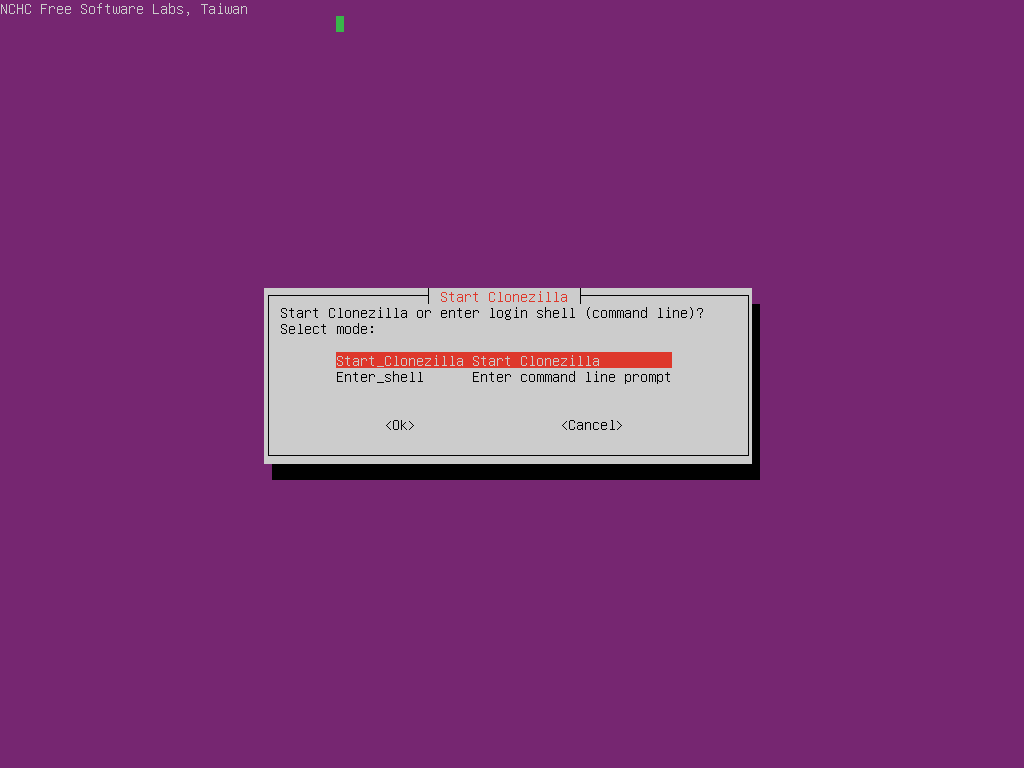 NCHC Free Software Labs, Taiwan
Start Clonezilla
Start Clonezilla or enter login shell (command line)?
Select mode:
Start_Clonezilla Start Clonezilla
Enter_shell Enter command line prompt
<Ok> <Cancel>